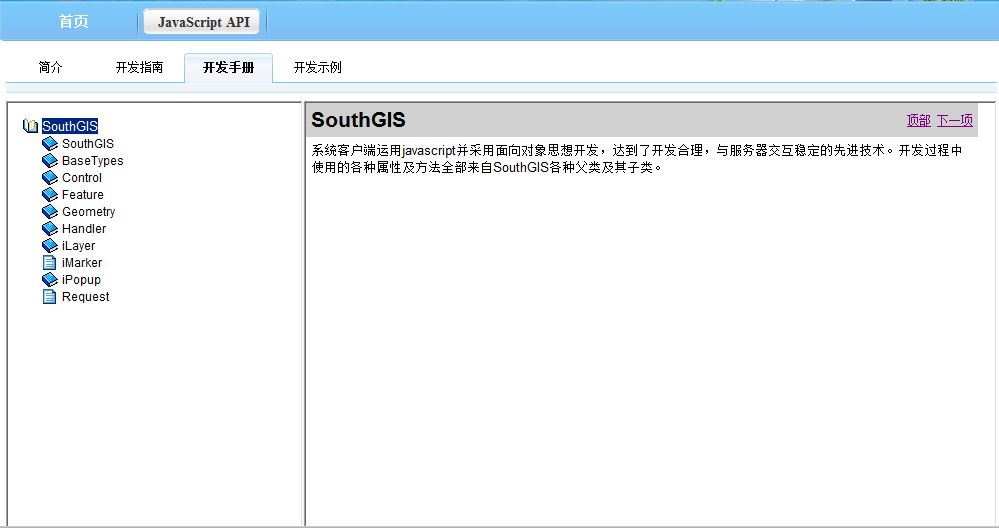 首页
JavaScript API
简介 开发指南 开发手册 开发示例
SouthGIS
SouthGIS
BaseTypes
Control
Feature
Geometry
Handler
iLayer
iMarker
iPopup
Request
SouthGIS 顶部 下一项
系统客户端运用javascript并采用面向对象思想开发，达到了开发合理，与服务器交互稳定的先进技术。开发过程中
使用的各种属性及方法全部来自SouthGIS各种父类及其子类。